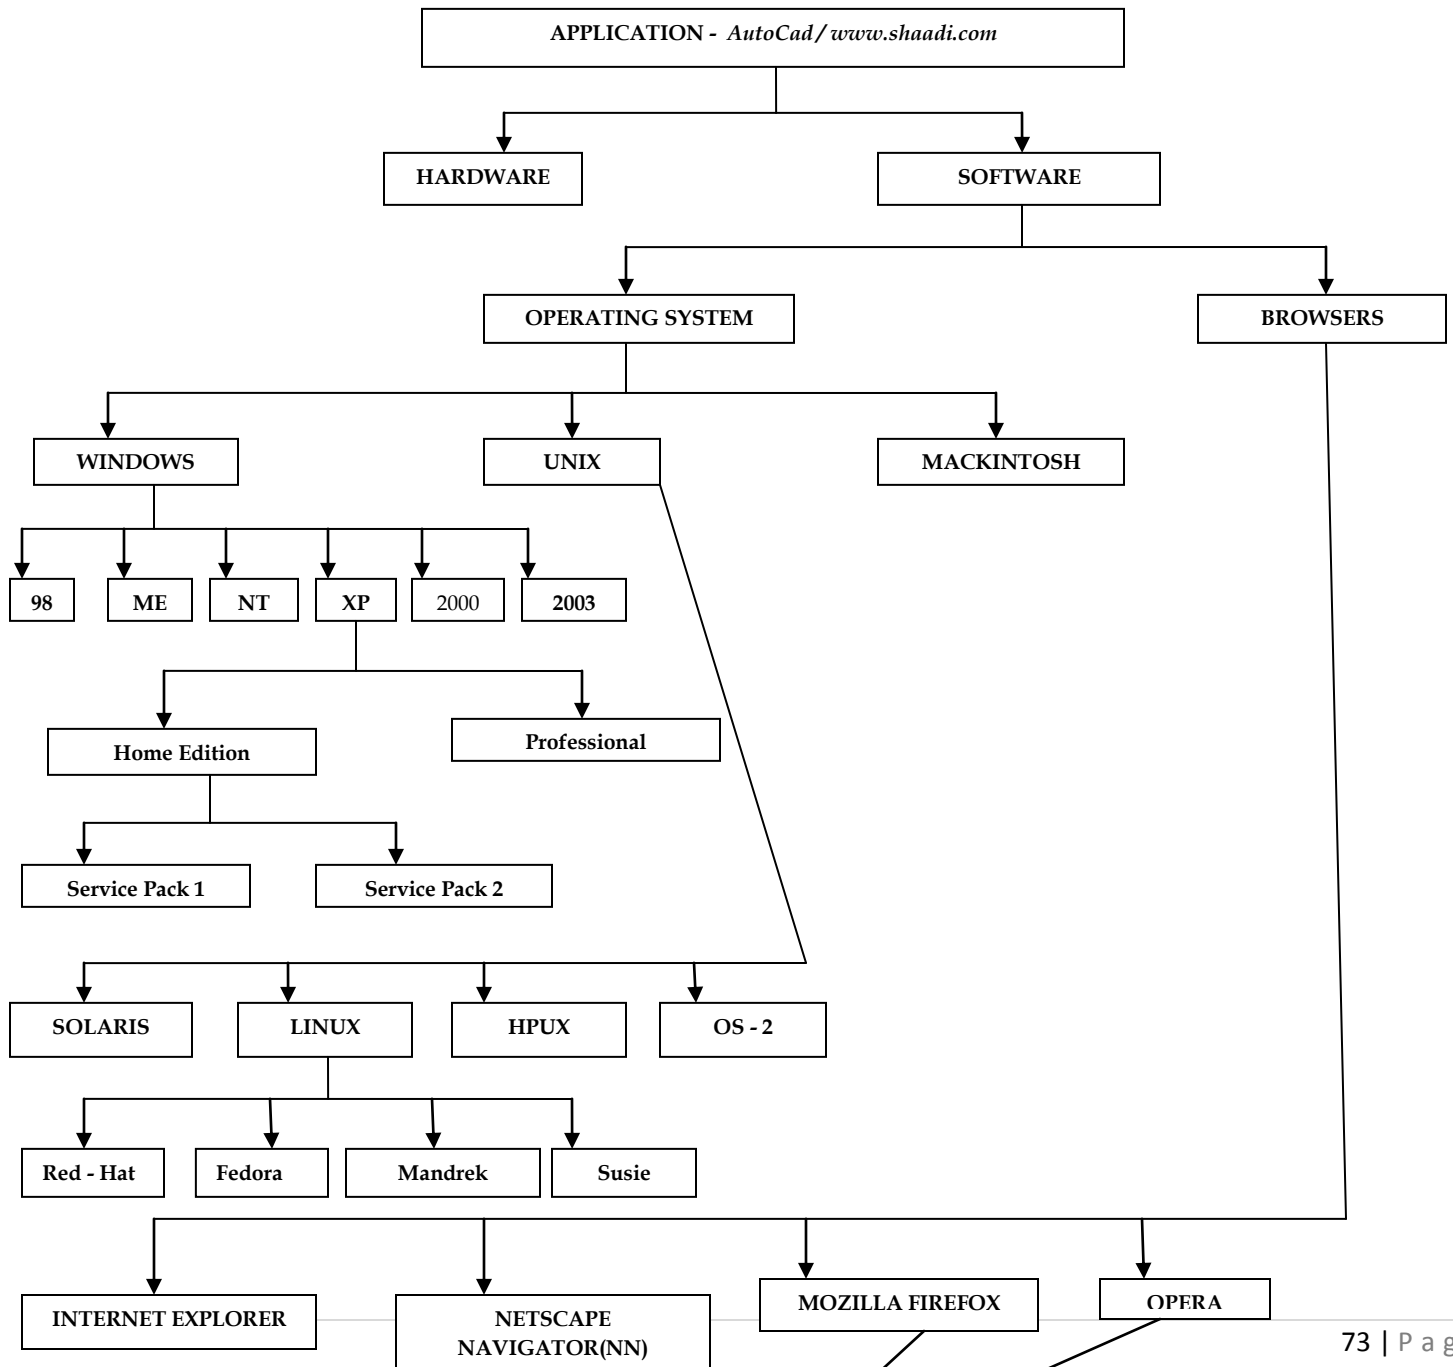 APPLICATION - AutoCad / www.shaadi.com
HARDWARE
SOFTWARE
OPERATING SYSTEM
BROWSERS
WINDOWS
UNIX
MACKINTOSH
98
ME
NT
XP
2000
2003
Home Edition
Professional
Service Pack 1
Service Pack 2
SOLARIS
LINUX
HPUX
OS - 2
Red - Hat
Fedora
Mandrek
Susie
INTERNET EXPLORER
NETSCAPE
NAVIGATOR(NN)
MOZILLA FIREFOX
OPERA
73 | P a g